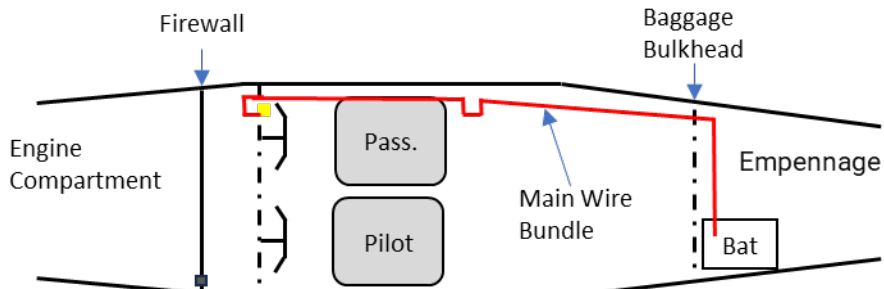 Firewall
Baggage
Bulkhead
Engine
Compartment
Pass.
Empennage
Main Wire
Bundle
Pilot
Bat